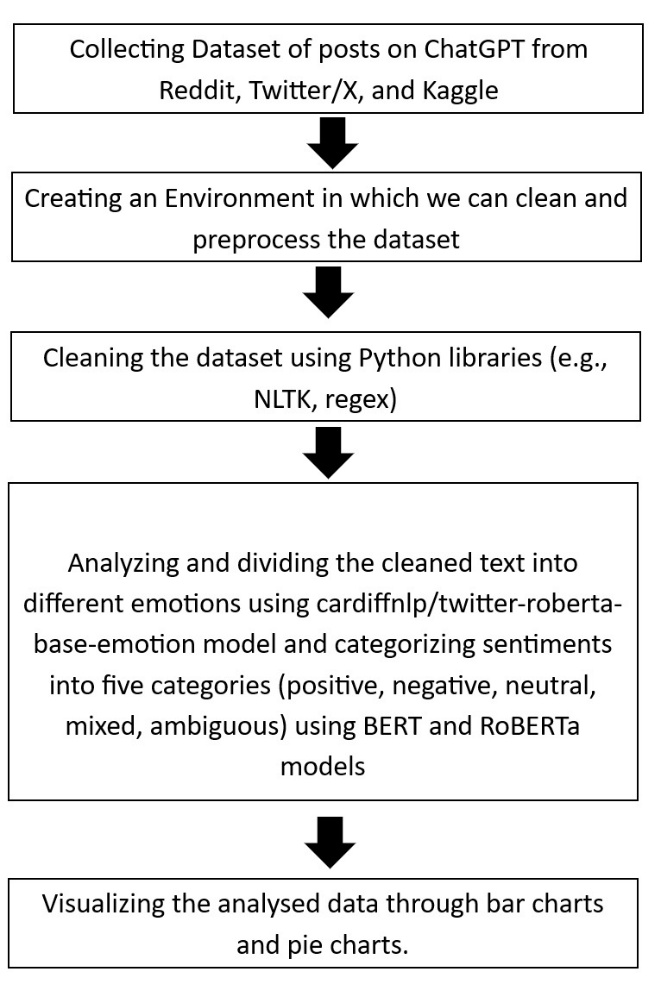 Collecting Dataset of posts on ChatGPT from
Reddit, Twitter/X, and Kaggle
Creating an Environment in which we can clean and
preprocess the dataset
Cleaning the dataset using Python libraries (e.g.,
NLTK, regex)
Analyzing and dividing the cleaned text into
different emotions using cardiffnlp/twitter-roberta-
base-emotion model and categorizing sentiments
into five categories (positive, negative, neutral,
mixed, ambiguous) using BERT and RoBERTa
models
Visualizing the analysed data through bar charts
and pie charts.